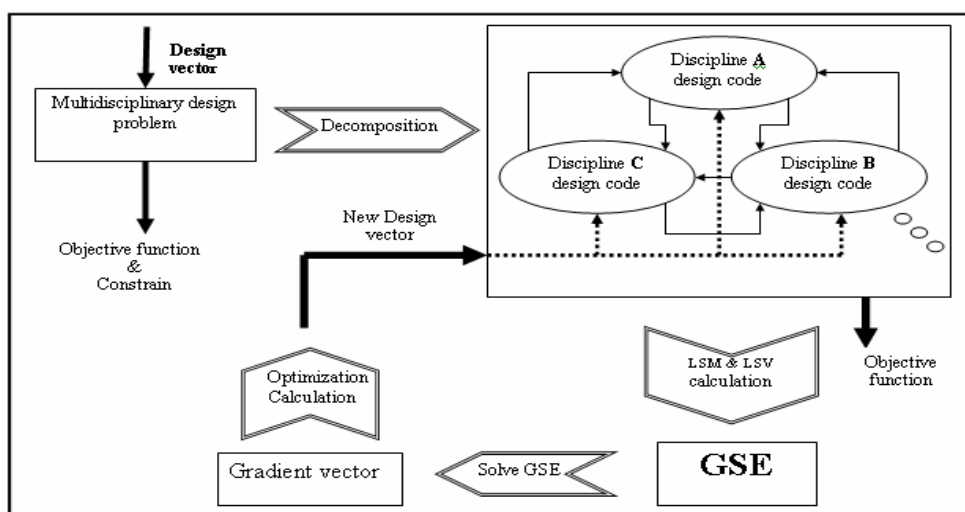 Design
vector
Multidisciplinary design
problem
Decomposition
Objective function
&
Constrain
Discipline A
design code
Discipline C
design code
Discipline B
design code
New Design
vector
Optimization
Calculation
LSM & LSV
calculation
Objective
function
Gradient vector
Solve GSE
GSE